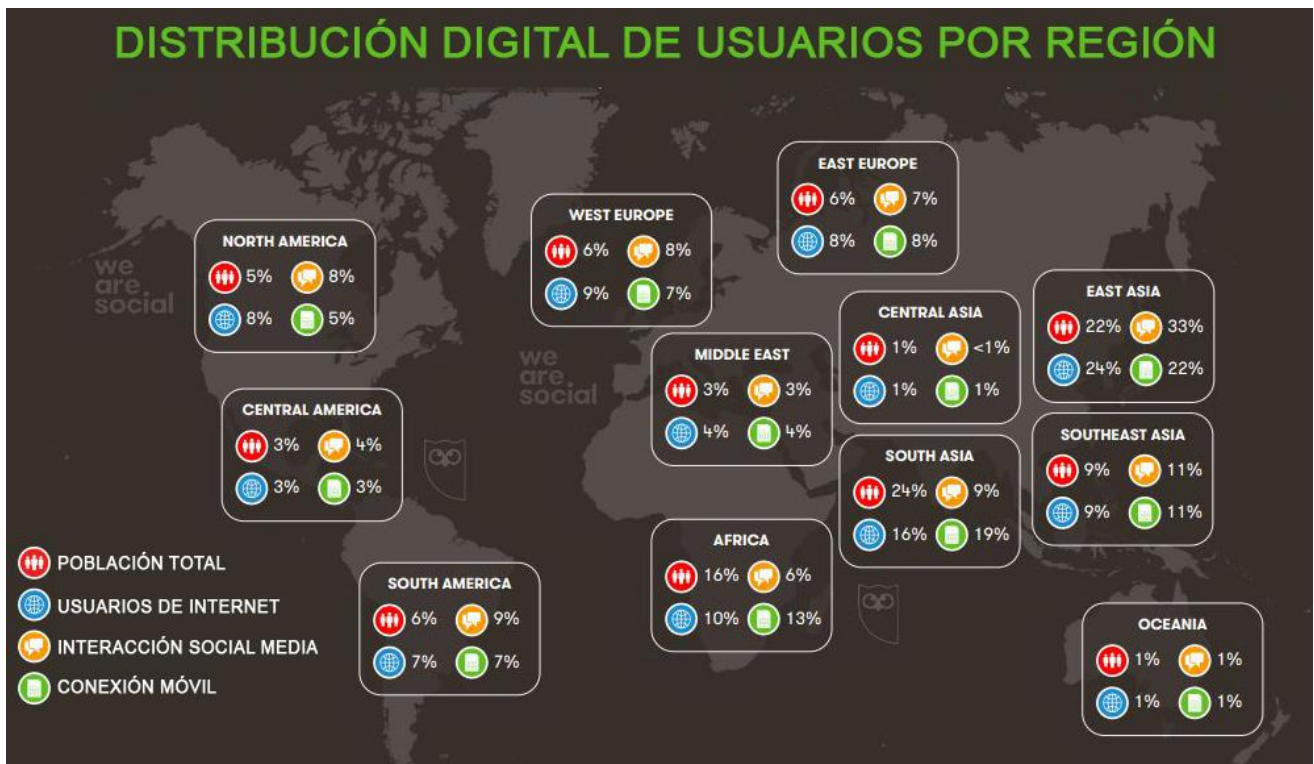 DISTRIBUCIÓN DIGITAL DE USUARIOS POR REGIÓN
EAST EUROPE
6% 7%
8% 8%
WEST EUROPE
6% 8%
9% 7%
NORTH AMERICA
5% 8%
8% 5%
we
are
social
EAST ASIA
22% 33%
24% 22%
CENTRAL ASIA
1% <1%
1% 1%
MIDDLE EAST
3% 3%
4% 4%
we
are
social
CENTRAL AMERICA
3% 4%
3% 3%
SOUTHEAST ASIA
9% 11%
9% 11%
SOUTH ASIA
24% 9%
16% 19%
AFRICA
16% 6%
10% 13%
SOUTH AMERICA
6% 9%
7% 7%
OCEANIA
1% 1%
1% 1%
POBLACIÓN TOTAL
USUARIOS DE INTERNET
INTERACCIÓN SOCIAL MEDIA
CONEXIÓN MÓVIL